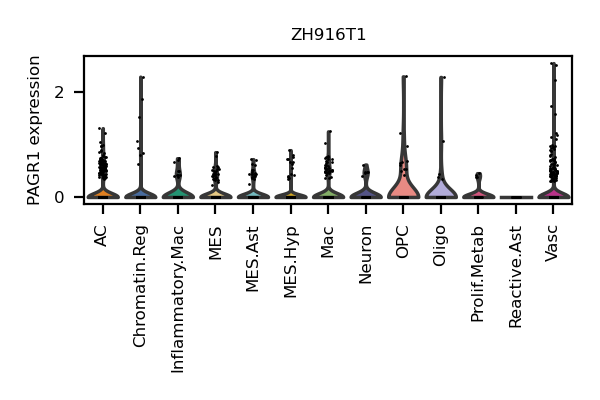 ZH916T1
PAGR1 expression
2
0
AC
Chromatin.Reg
Inflammatory.Mac
MES
MES.Ast
MES.Hyp
Mac
Neuron
OPC
Oligo
Prolif.Metab
Reactive.Ast
Vasc